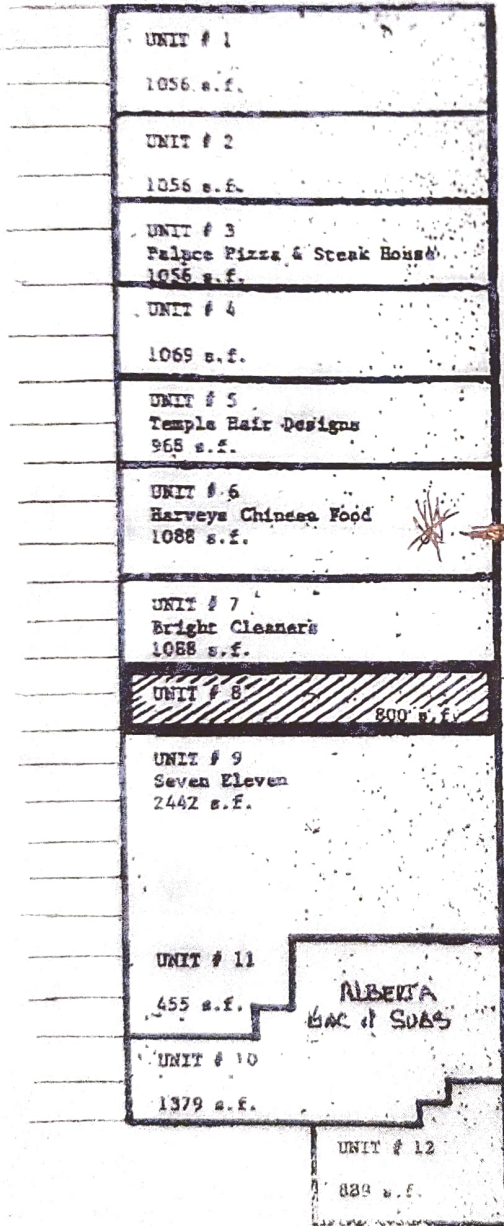 UNIT # 1
1056 s.f.
UNIT # 2
1056 s.f.
UNIT # 3
Palace Pizza & Steak House
1056 s.f.
UNIT # 4
1069 s.f.
UNIT # 5
Temple Hair Designs
968 s.f.
UNIT # 6
Harveys Chinese Food
1088 s.f.
UNIT # 7
Bright Cleaners
1088 s.f.
UNIT # 8
800 s.f.
UNIT # 9
Seven Eleven
2442 s.f.
UNIT # 11
455 s.f.
ALBERTA
SUBS
UNIT # 10
1379 s.f.
UNIT # 12
889 s.f.